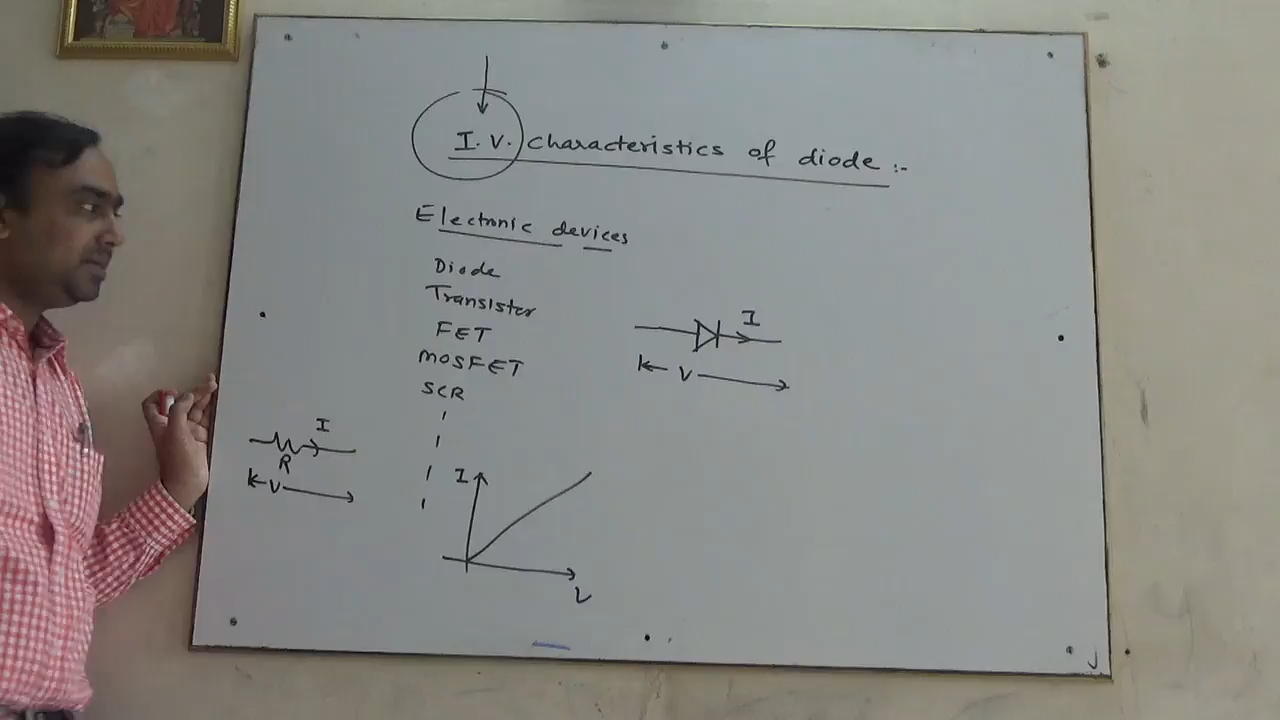 I.V. characteristics of diode :-
Electronic devices
Diode
Transistor
FET
MOSFET
SCR
I
V
I
R
V
I
V